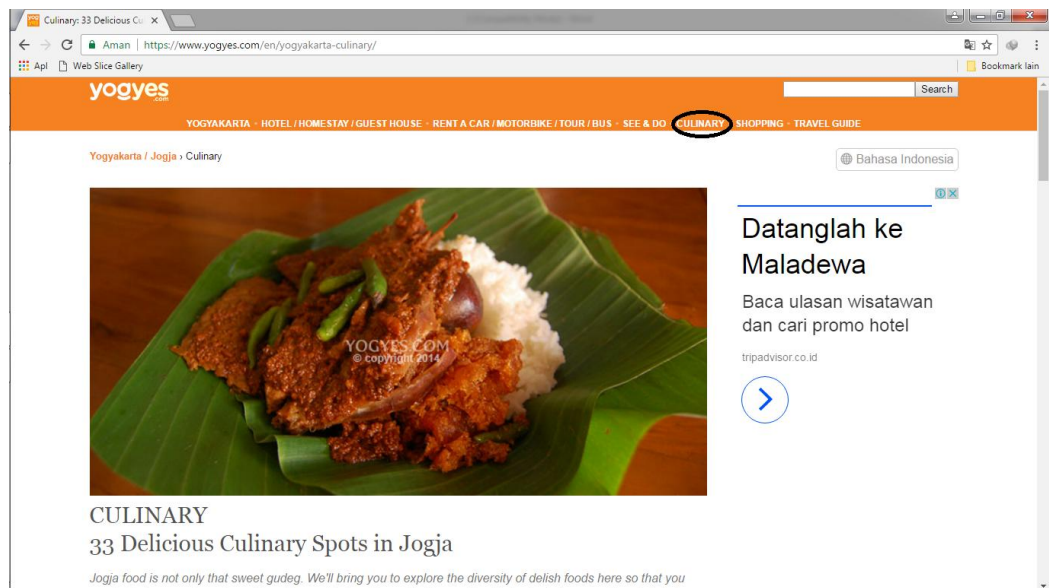 Culinary: 33 Delicious Cu
Aman | https://www.yogyes.com/en/yogyakarta-culinary/
Apl Web Slice Gallery Bookmark lain
yogyes
.com
Search
YOGYAKARTA - HOTEL / HOMESTAY / GUEST HOUSE - RENT A CAR / MOTORBIKE / TOUR / BUS - SEE & DO - CULINARY - SHOPPING - TRAVEL GUIDE
Yogyakarta / Jogja › Culinary
Bahasa Indonesia
YOGYES.COM
© copyright 2014
Datanglah ke
Maladewa
Baca ulasan wisatawan
dan cari promo hotel
tripadvisor.co.id
CULINARY
33 Delicious Culinary Spots in Jogja
Jogja food is not only that sweet gudeg. We'll bring you to explore the diversity of delish foods here so that you